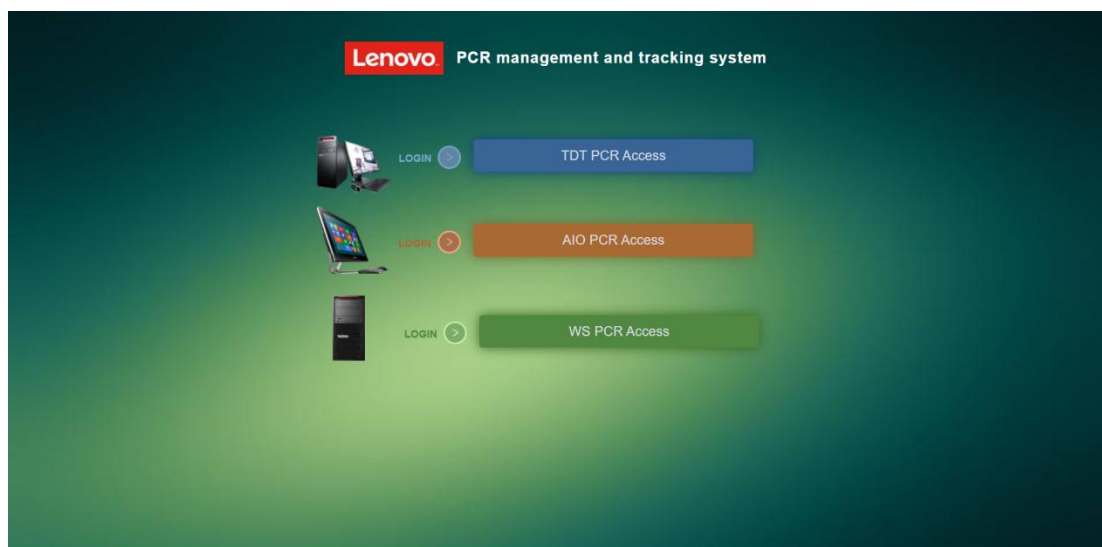 Lenovo PCR management and tracking system
LOGIN > TDT PCR Access
LOGIN > AIO PCR Access
LOGIN > WS PCR Access